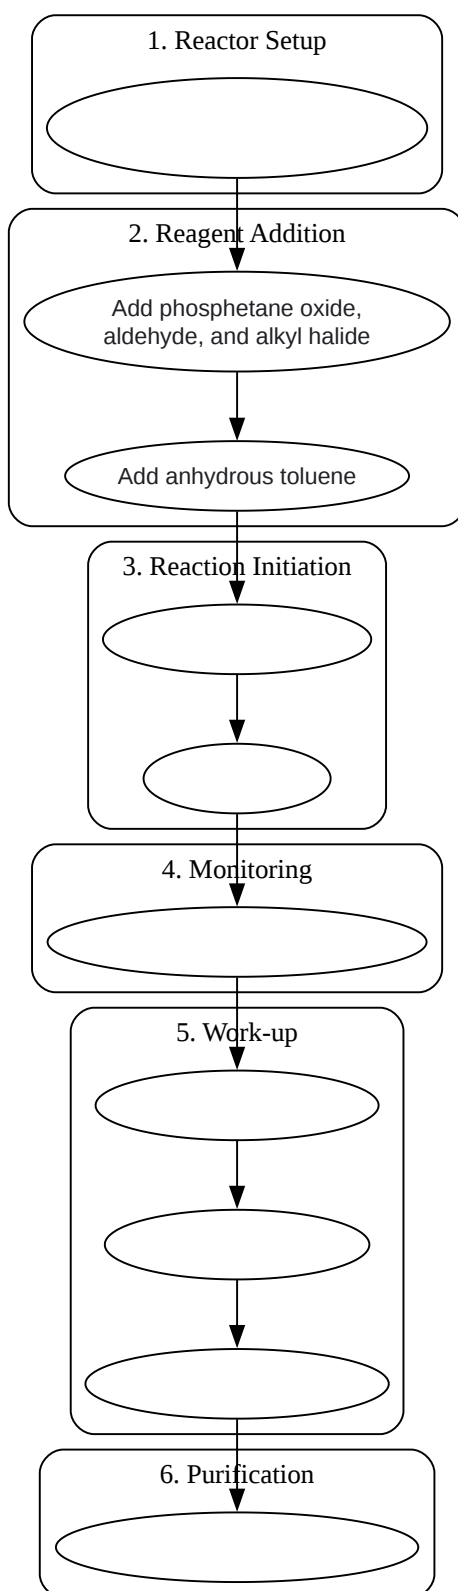 1. Reactor Setup
2. Reagent Addition
Add phosphetane oxide,
aldehyde, and alkyl halide
Add anhydrous toluene
3. Reaction Initiation
4. Monitoring
5. Work-up
6. Purification